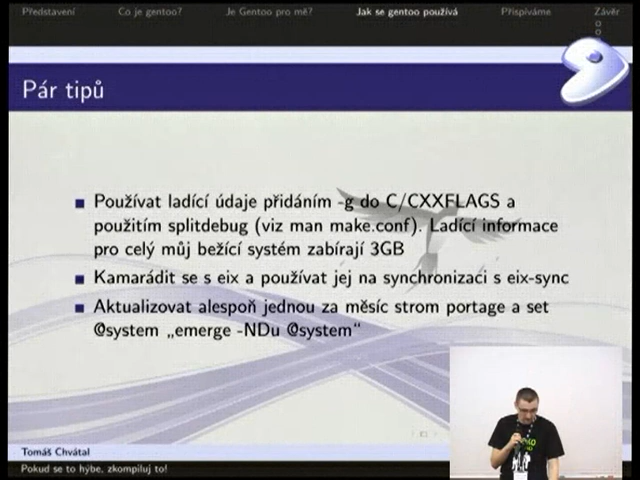 Představení Co je gentoo? Je Gentoo pro mě? Jak se gentoo používá Přispíváme Závěr
Pár tipů
Používat ladící údaje přidáním -g do C/CXXFLAGS a
použitím splitdebug (viz man make.conf). Ladící informace
pro celý můj bežící systém zabírají 3GB
Kamarádit se s eix a používat jej na synchronizaci s eix-sync
Aktualizovat alespoň jednou za měsíc strom portage a set
@system „emerge -NDu @system“
Tomáš Chvátal
Pokud se to hýbe, zkompiluj to!